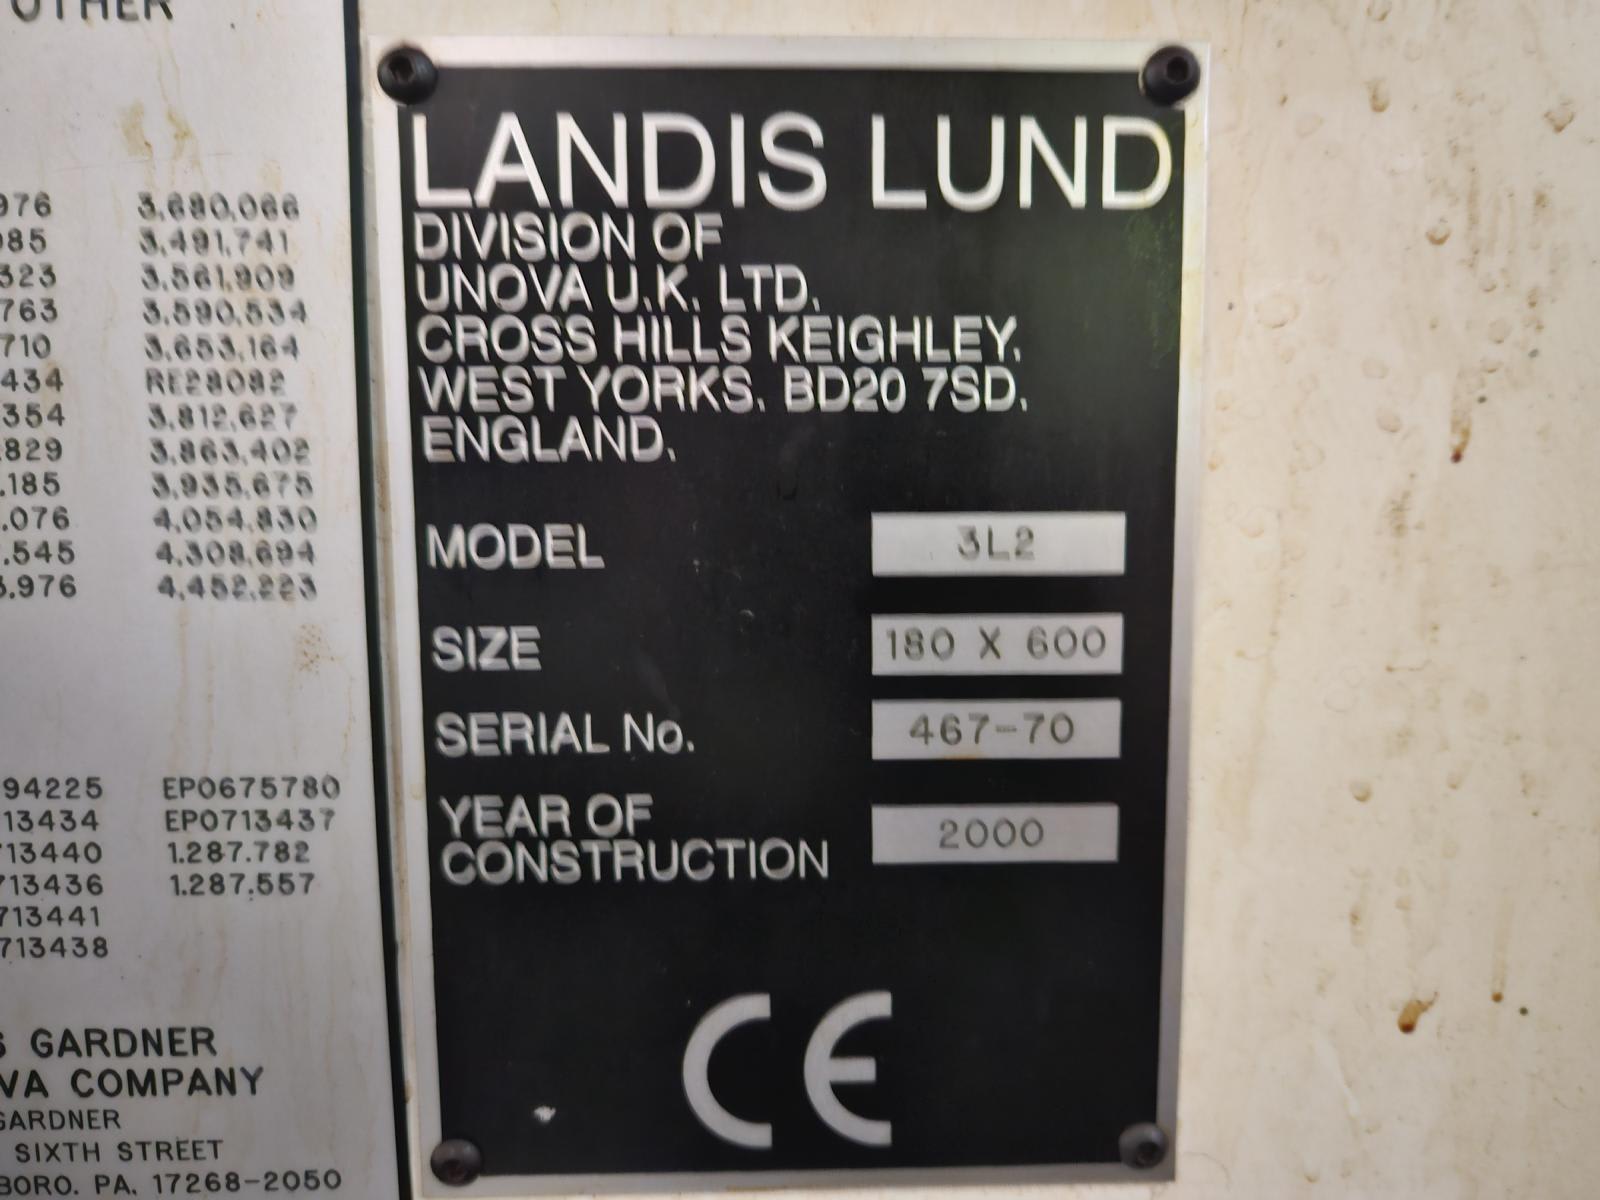 OTHER
976 3,680,066
085 3,491,741
323 3,561,909
763 3,590,534
710 3,653,164
434 RE28082
354 3,812,627
829 3,863,402
.185 3,935,675
.076 4,054,830
.545 4,308,694
3.976 4,452,223
94225 EP0675780
13434 EP0713437
713440 1.287.782
713436 1.287.557
713441
713438
S GARDNER
VA COMPANY
GARDNER
SIXTH STREET
BORO. PA. 17268-2050
LANDIS LUND
DIVISION OF
UNOVA U.K. LTD.
CROSS HILLS KEIGHLEY.
WEST YORKS. BD20 7SD.
ENGLAND.
MODEL 3L2
SIZE 180 X 600
SERIAL No. 467-70
YEAR OF
CONSTRUCTION 2000
CE